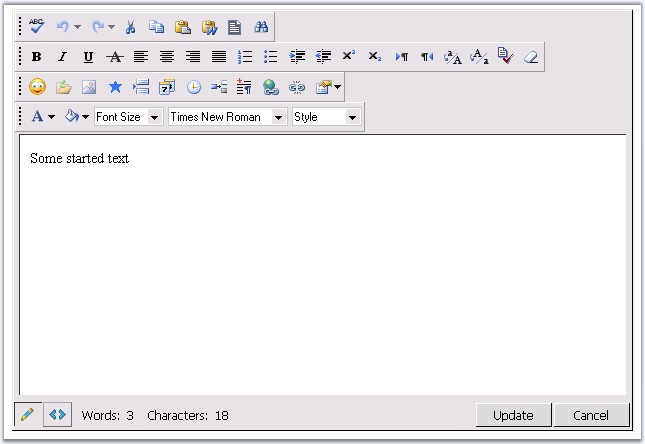 ABC
B I U A
A Font Size Times New Roman Style
Some started text
Words: 3 Characters: 18 Update Cancel